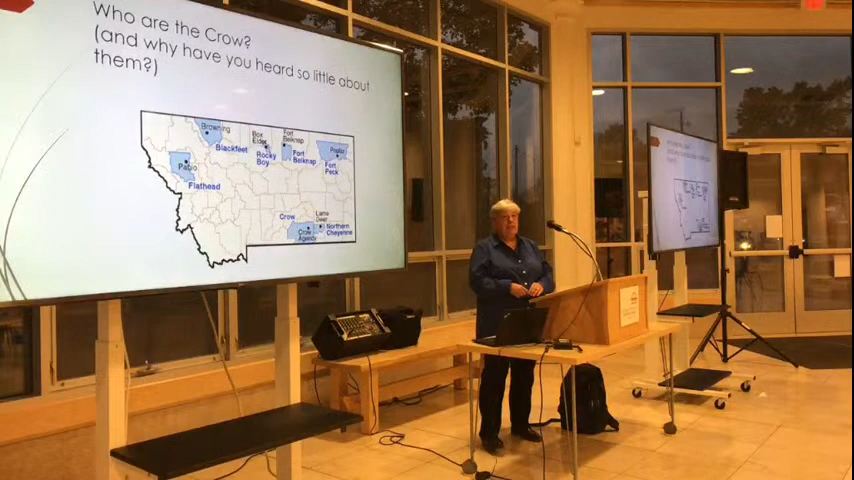 Who are the Crow?
(and why have you heard so little about
them?)
Browning
Blackfeet
Box
Elder
Rocky
Boy
Fort
Belknap
Fort
Belknap
Poplar
Fort
Peck
Pablo
Flathead
Crow
Crow
Agency
Lame
Deer
Northern
Cheyenne